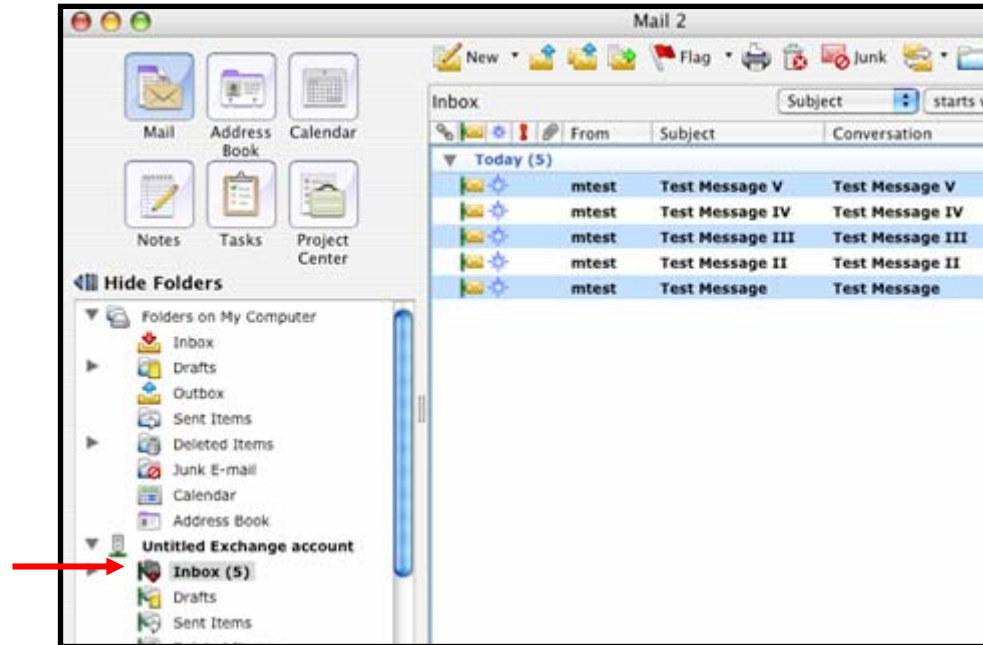 Mail 2
New Flag Junk
Mail Address Book Calendar
Notes Tasks Project Center
Hide Folders
Folders on My Computer
Inbox
Drafts
Outbox
Sent Items
Deleted Items
Junk E-mail
Calendar
Address Book
Untitled Exchange account
Inbox (5)
Drafts
Sent Items
Inbox Subject starts
From Subject Conversation
Today (5)
mtest Test Message V Test Message V
mtest Test Message IV Test Message IV
mtest Test Message III Test Message III
mtest Test Message II Test Message II
mtest Test Message Test Message